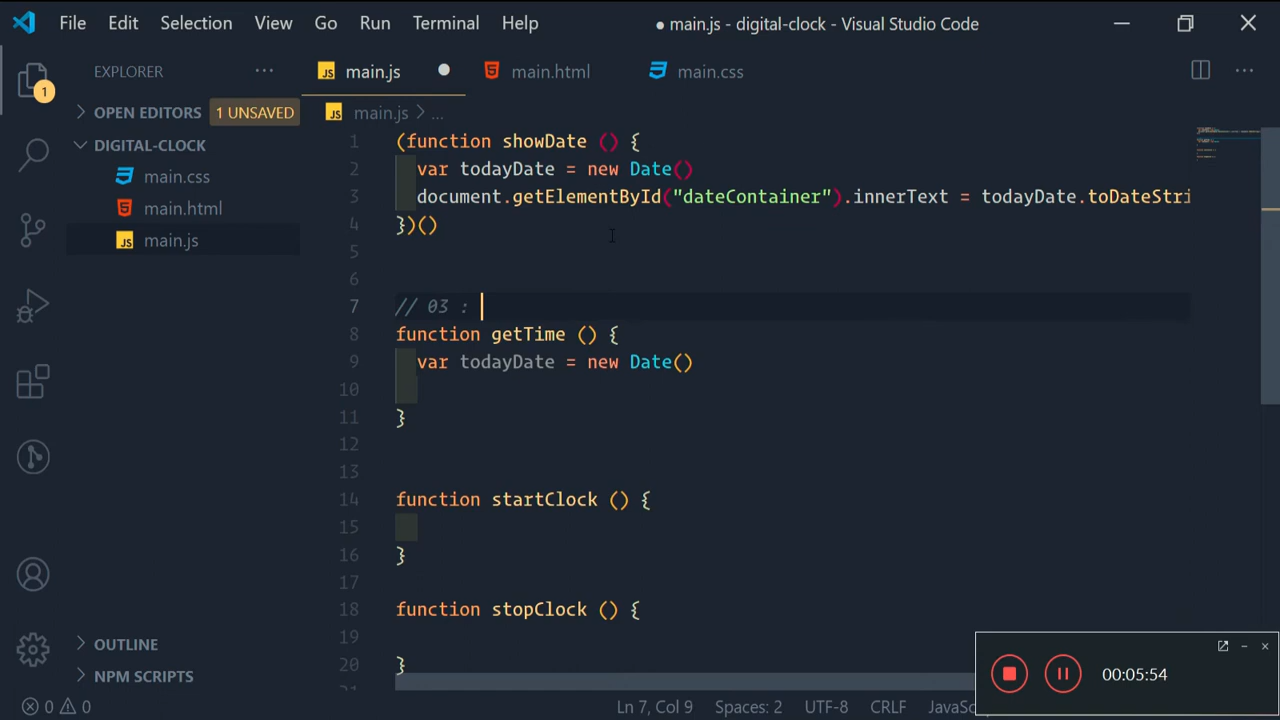 File Edit Selection View Go Run Terminal Help ● main.js - digital-clock - Visual Studio Code
EXPLORER ... JS main.js ● main.html main.css ...
1
OPEN EDITORS 1 UNSAVED JS main.js > ...
DIGITAL-CLOCK
main.css
main.html
JS main.js
1 (function showDate () {
2 var todayDate = new Date()
3 document.getElementById("dateContainer").innerText = todayDate.toDateStri
4 })()
5
6
7 // 03 :
8 function getTime () {
9 var todayDate = new Date()
10
11 }
12
13
14 function startClock () {
15
16 }
17
18 function stopClock () {
19
20 }
21
OUTLINE
NPM SCRIPTS
00:05:54
0 0 Ln 7, Col 9 Spaces: 2 UTF-8 CRLF JavaSc